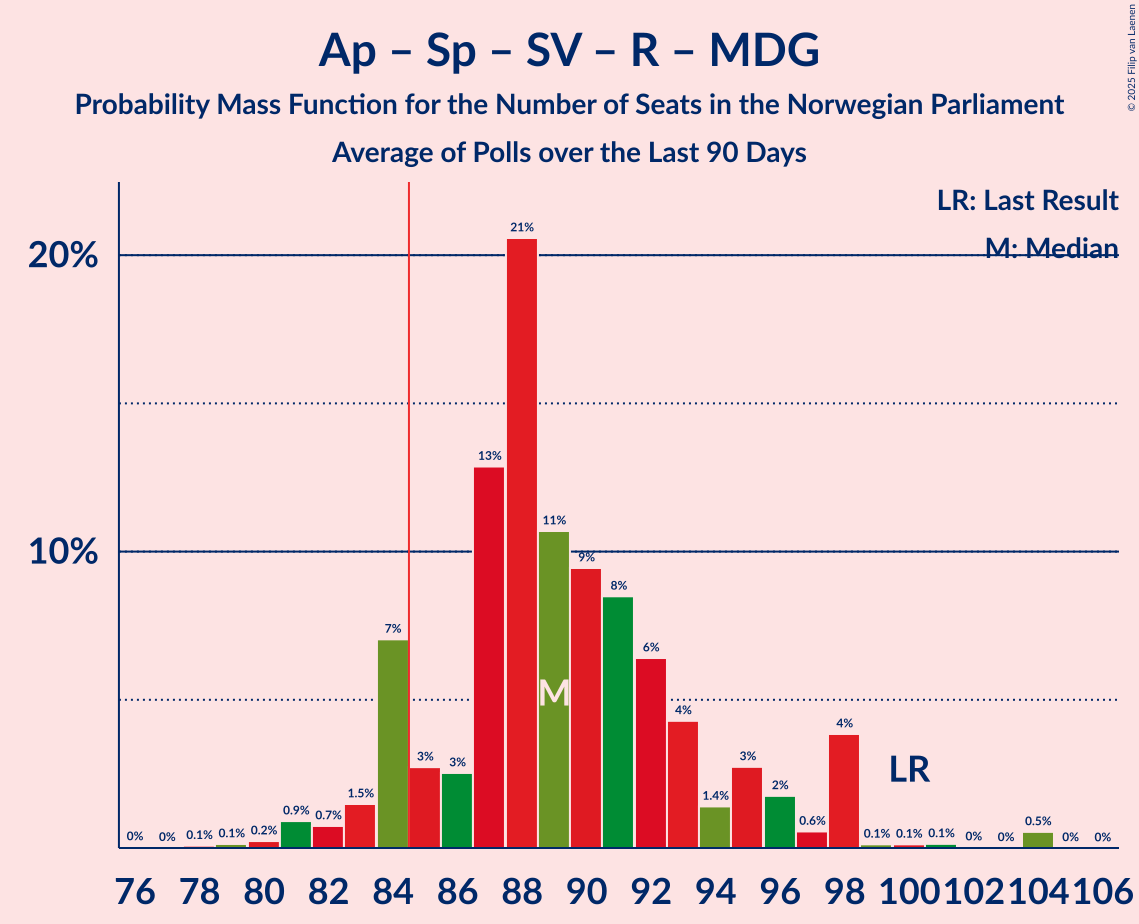 Ap – Sp – SV – R – MDG
Probability Mass Function for the Number of Seats in the Norwegian Parliament
Average of Polls over the Last 90 Days
© 2025 Filip van Laenen
LR: Last Result
M: Median
20%
10%
0% 0% 0.1% 0.1% 0.2% 0.9% 0.7% 1.5% 7% 3% 3% 13% 21% 11% 9% 8% 6% 4% 1.4% 3% 2% 0.6% 4% 0.1% 0.1% 0.1% 0% 0% 0.5% 0% 0%
M
LR
76 78 80 82 84 86 88 90 92 94 96 98 100 102 104 106